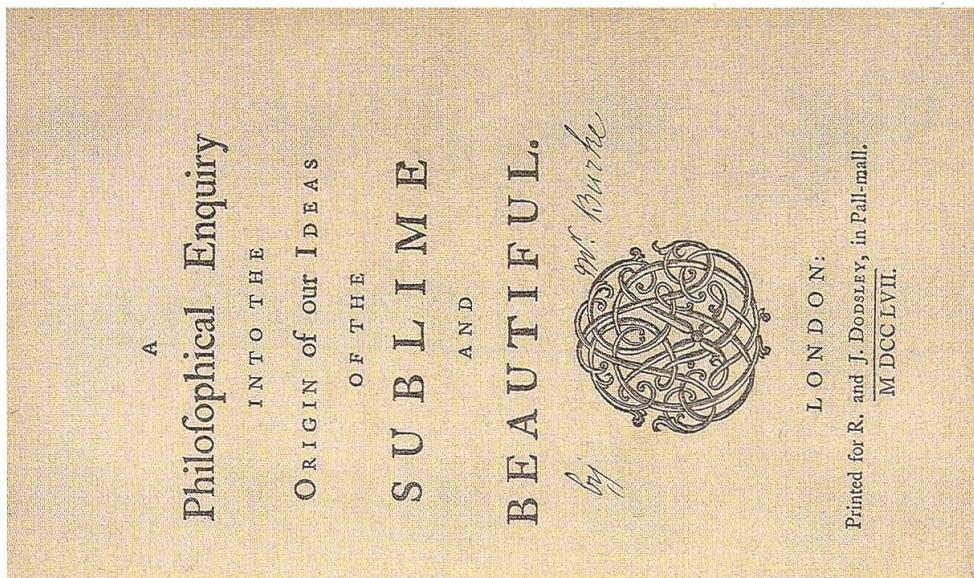 A
Philoſophical Enquiry
INTO THE
ORIGIN of our IDEAS
OF THE
SUBLIME
AND
BEAUTIFUL.
by Mr. Burke
LONDON:
Printed for R. and J. DODSLEY, in Pall-mall.
M DCC LVII.